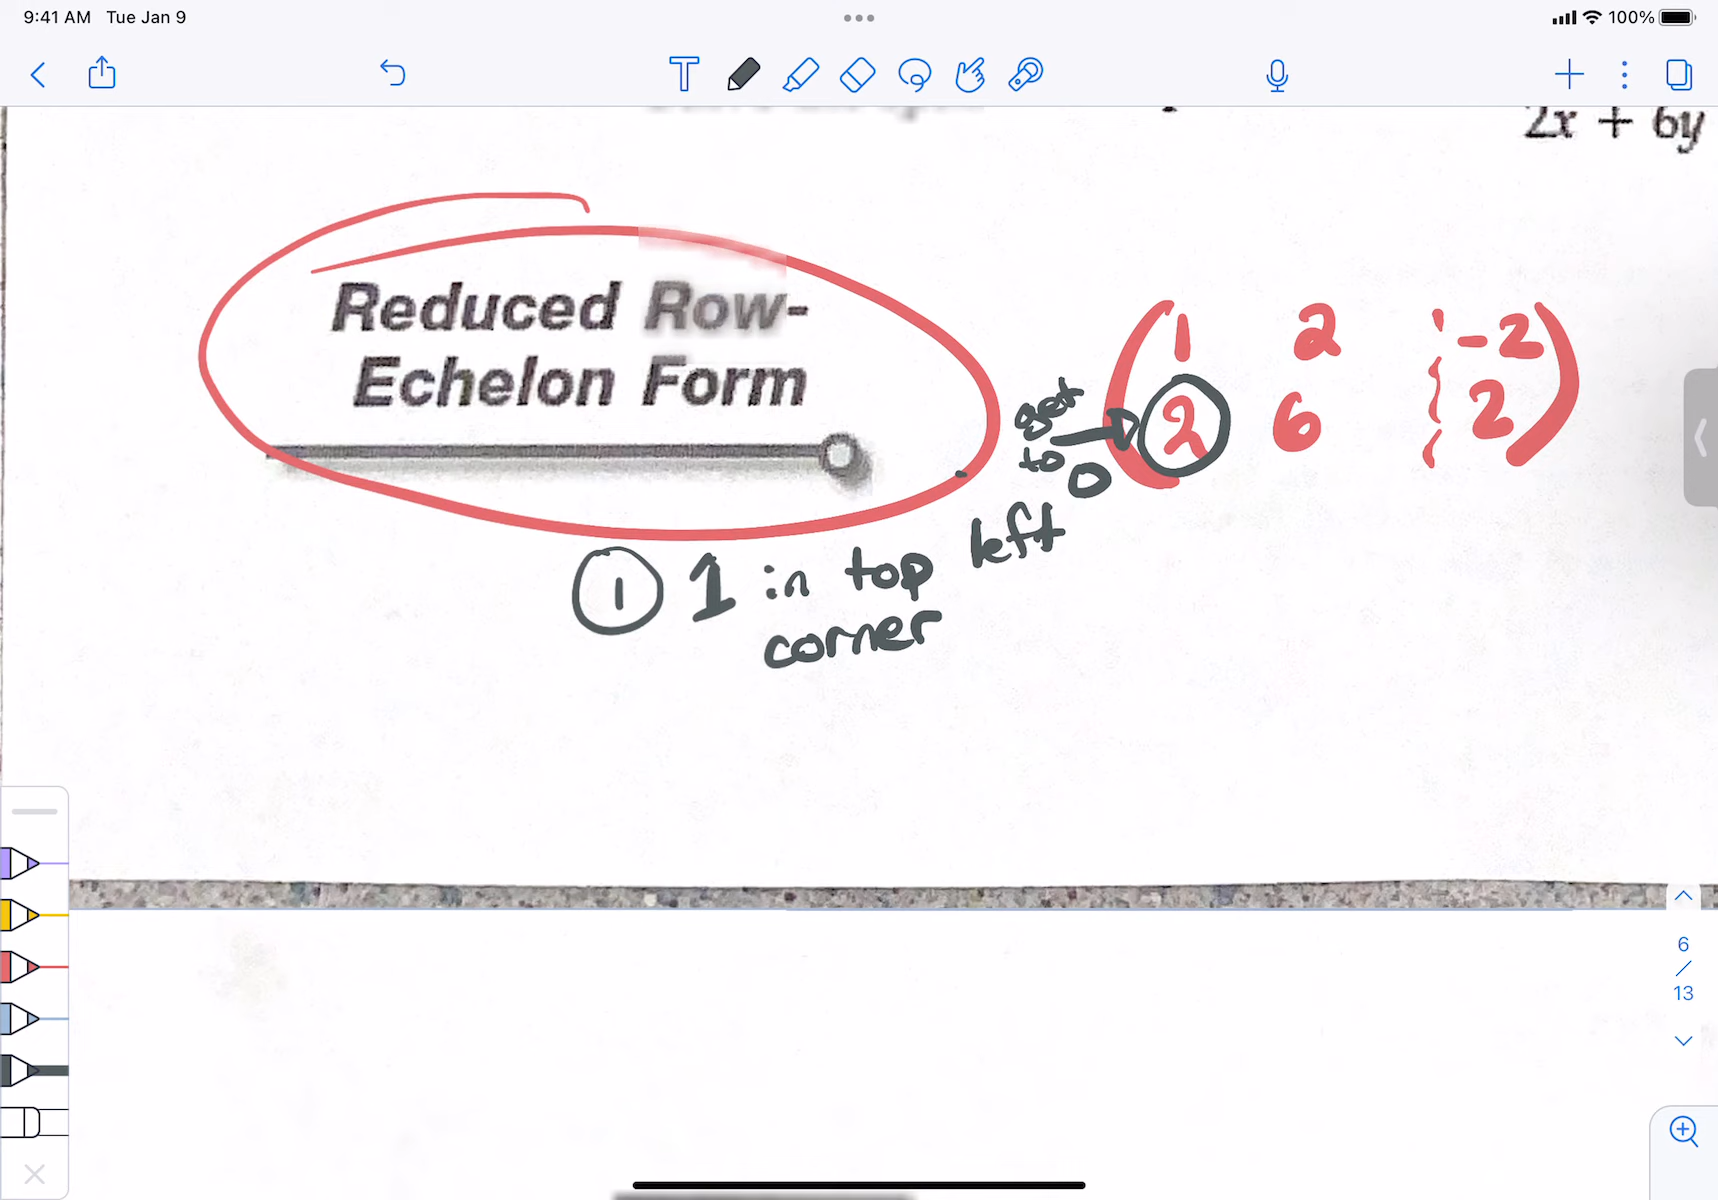 9:41 AM Tue Jan 9
100%
2x + 6y
Reduced Row-
Echelon Form
1 2 -2
get
to 0
2 6 2
① 1 in top left
corner
6
/
13